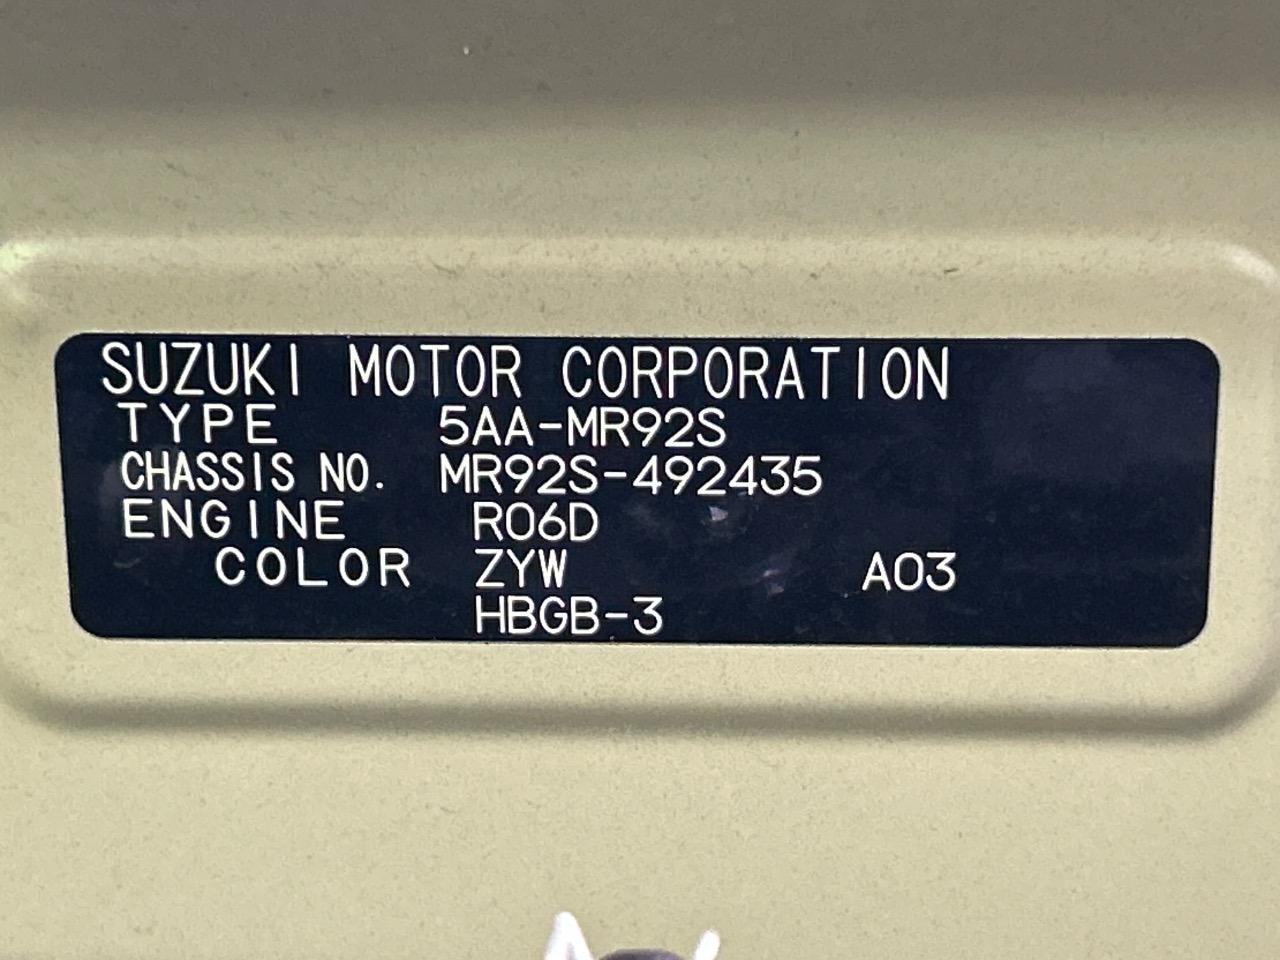 SUZUKI MOTOR CORPORATION
TYPE 5AA-MR92S
CHASSIS NO. MR92S-492435
ENGINE R06D
COLOR ZYW A03
HBGB-3